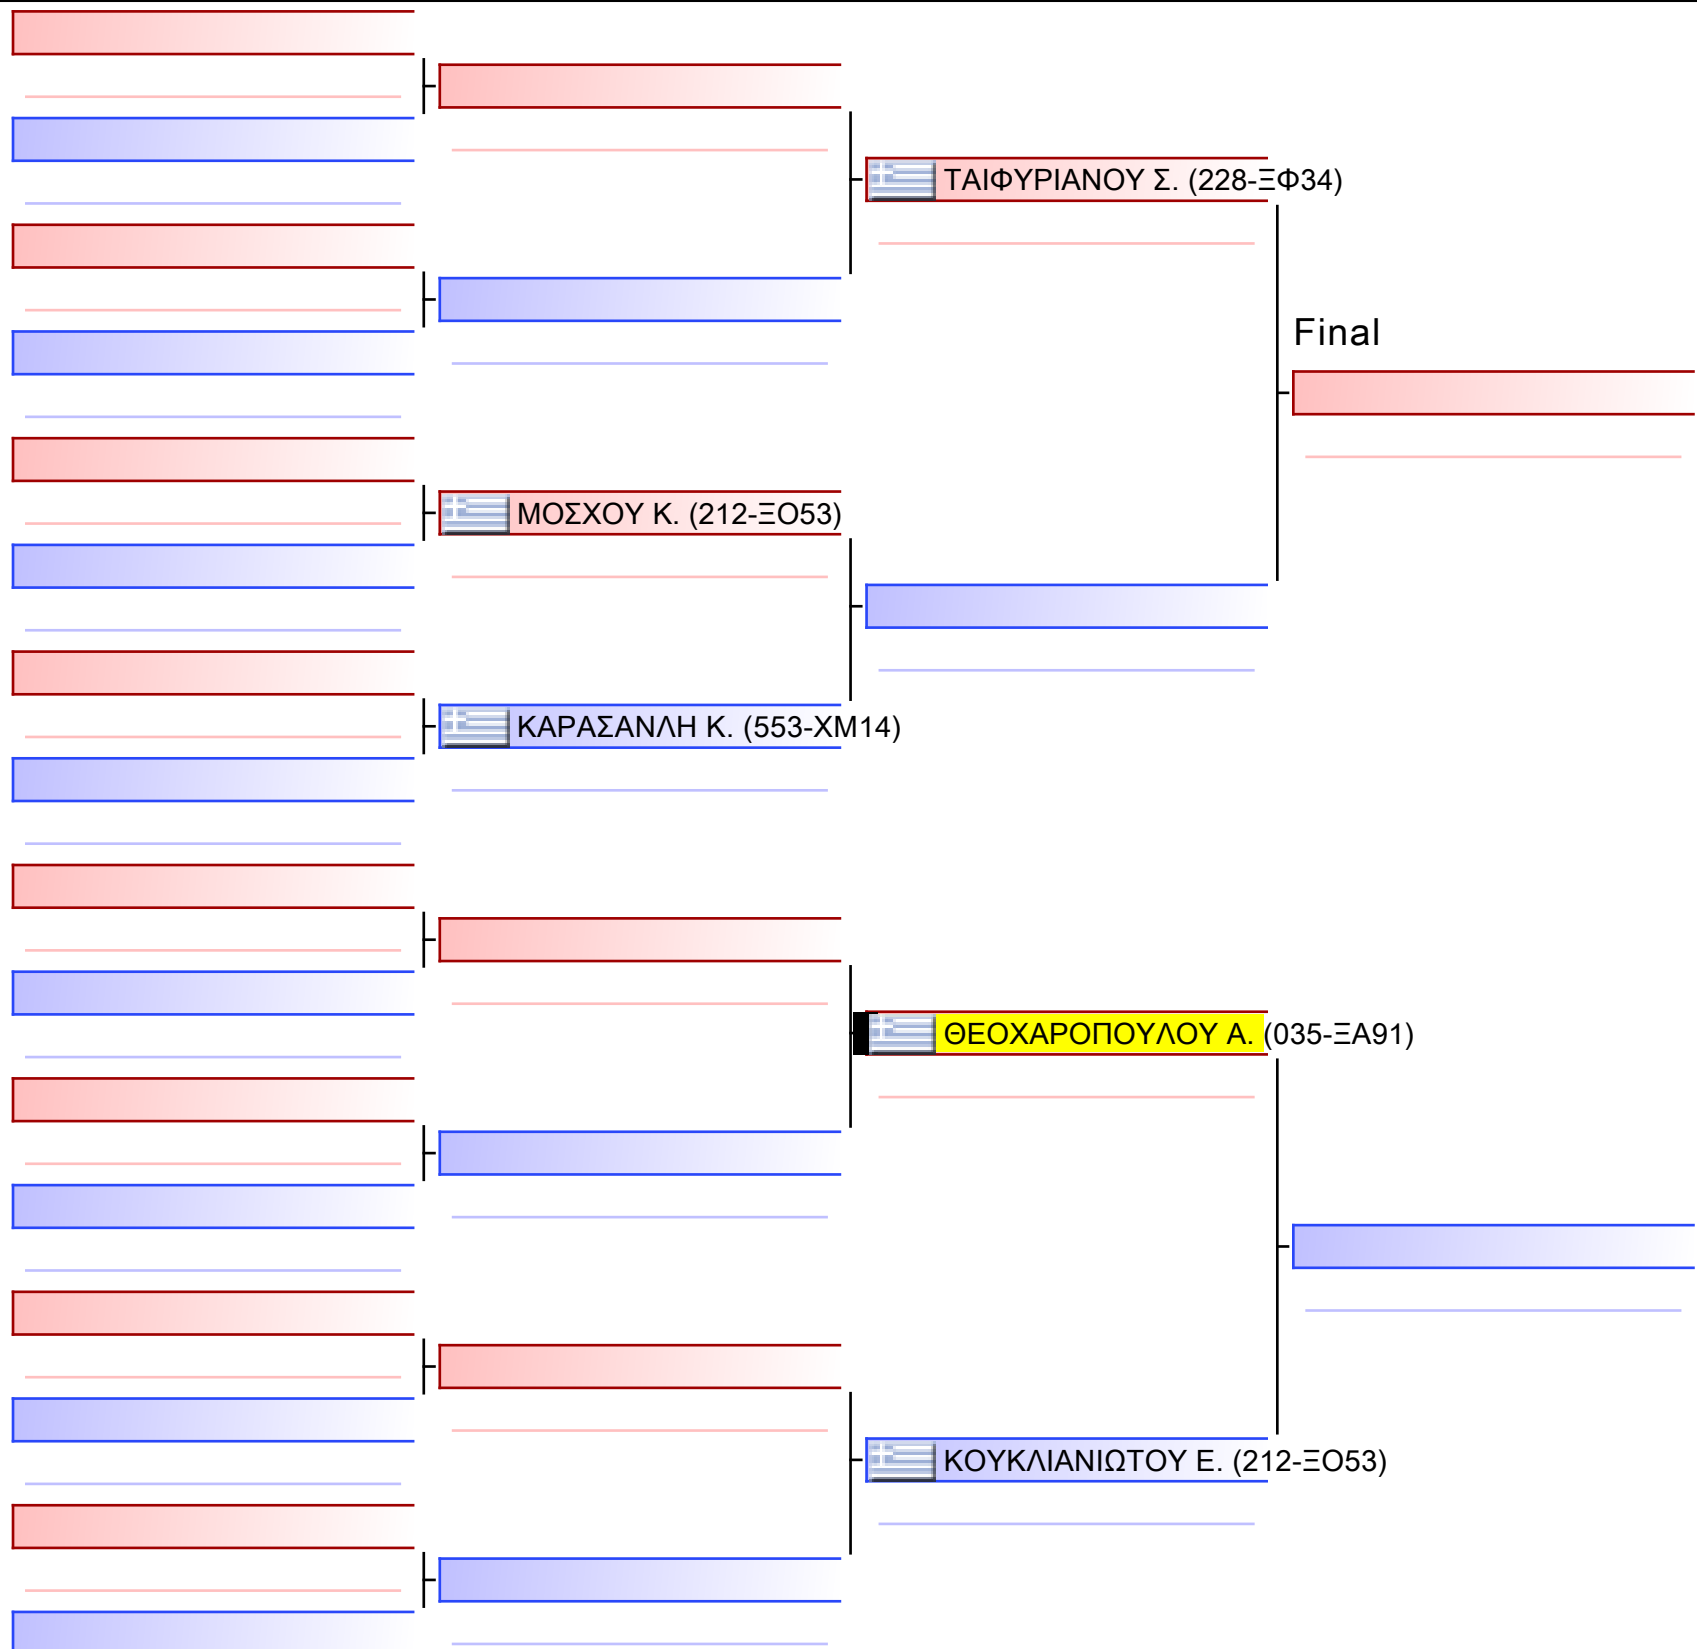 ΤΑΙΦΥΡΙΑΝΟΥ Σ. (228-ΞΦ34)
Final
ΜΟΣΧΟΥ Κ. (212-ΞΟ53)
ΚΑΡΑΣΑΝΛΗ Κ. (553-ΧΜ14)
ΘΕΟΧΑΡΟΠΟΥΛΟΥ Α. (035-ΞΑ91)
ΚΟΥΚΛΙΑΝΙΩΤΟΥ Ε. (212-ΞΟ53)